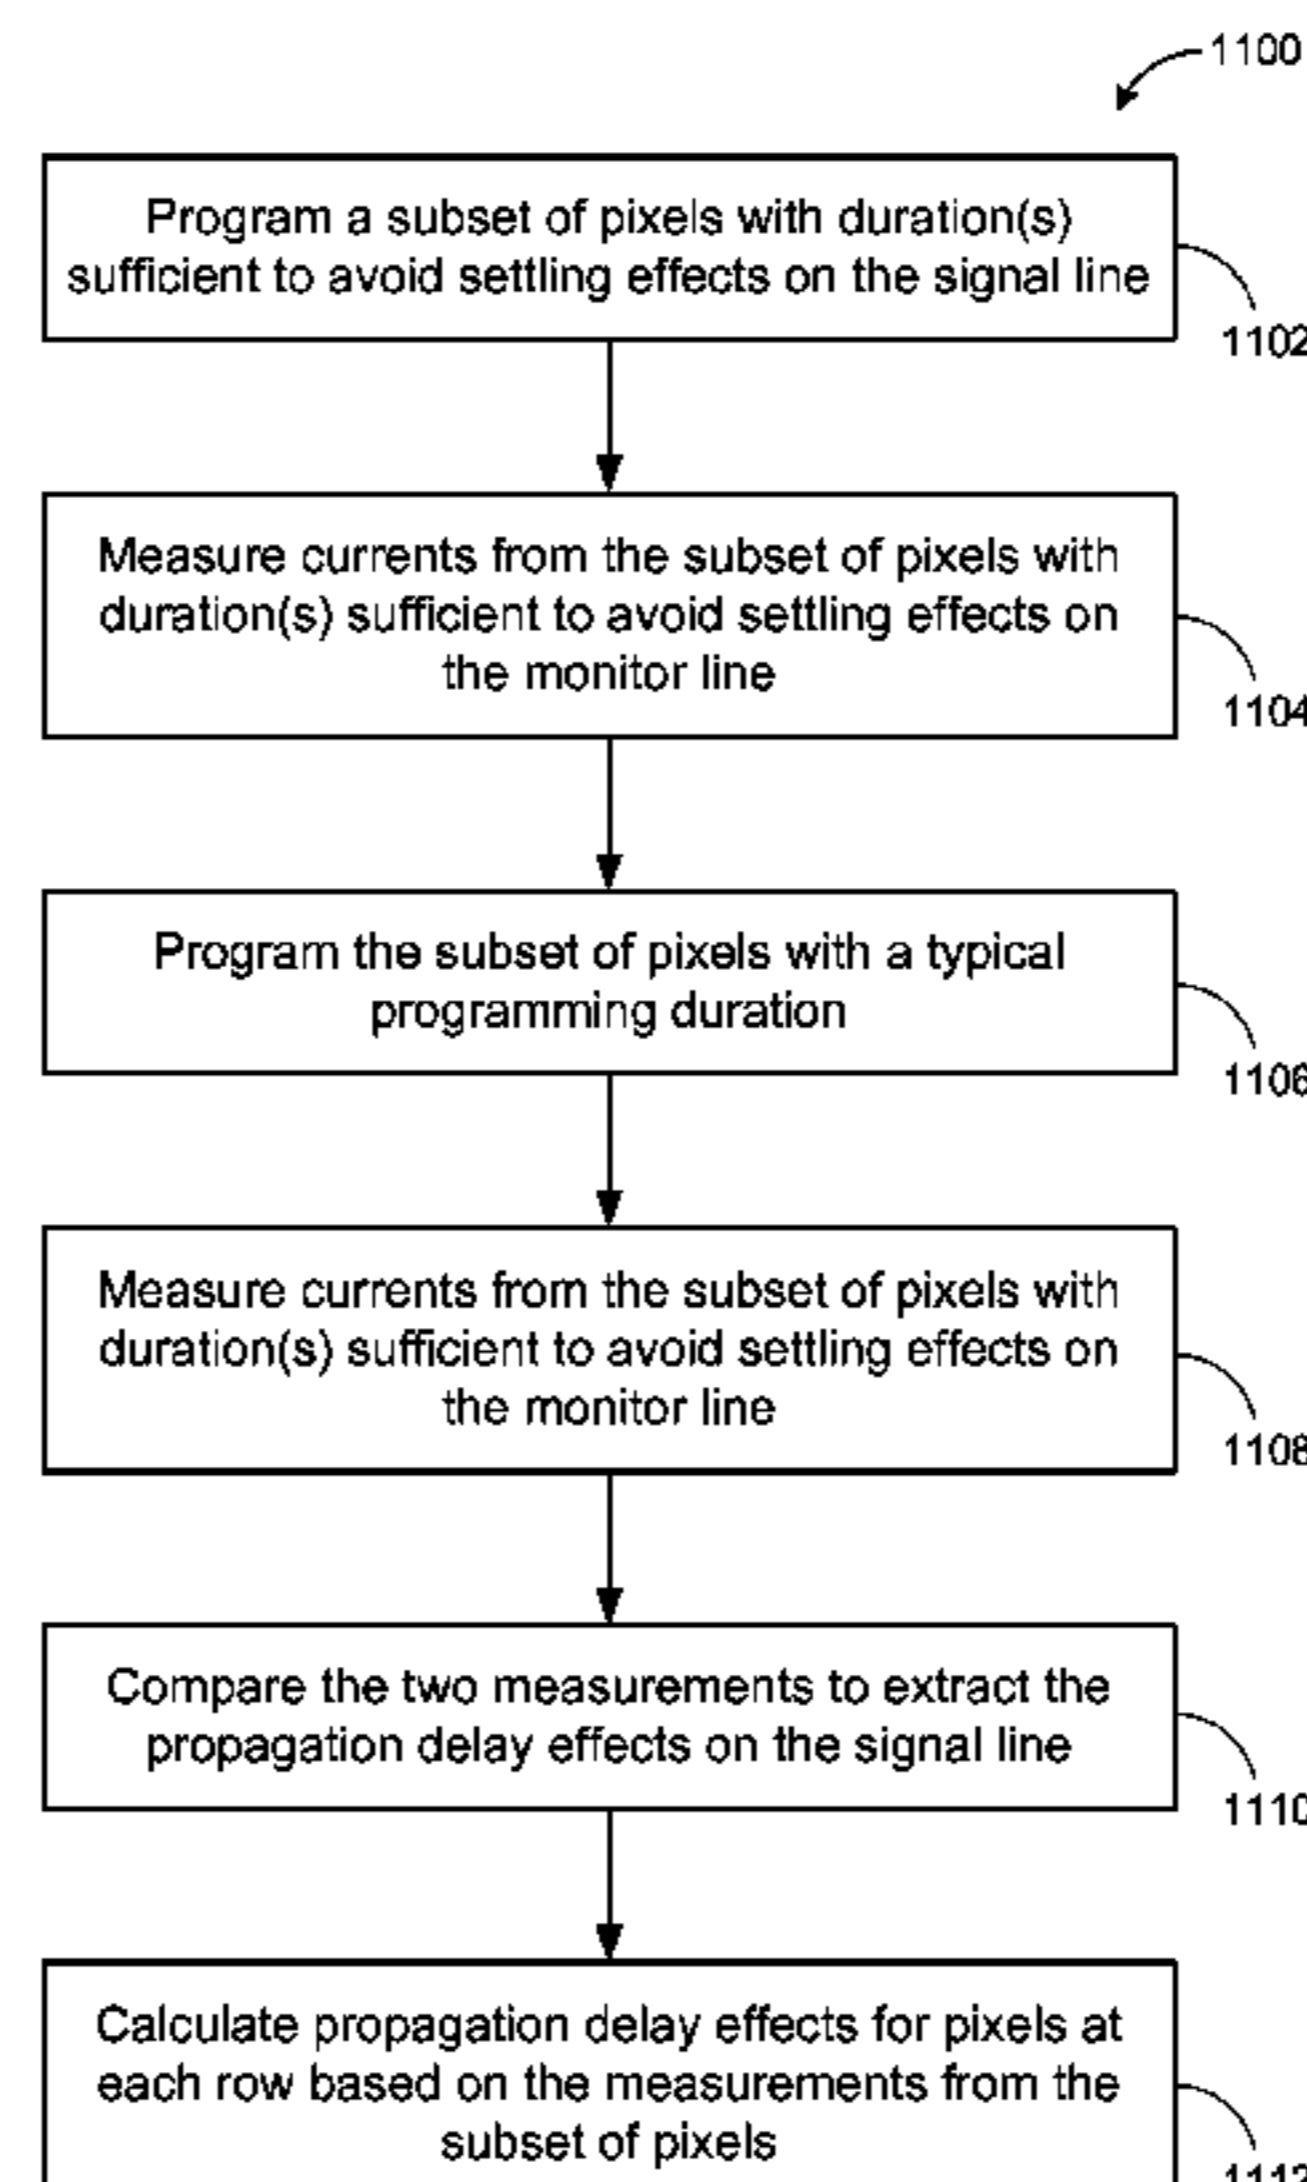 1100
Program a subset of pixels with duration(s)
sufficient to avoid settling effects on the signal line
1102
Measure currents from the subset of pixels with
duration(s) sufficient to avoid settling effects on
the monitor line
1104
Program the subset of pixels with a typical
programming duration
1106
Measure currents from the subset of pixels with
duration(s) sufficient to avoid settling effects on
the monitor line
1108
Compare the two measurements to extract the
propagation delay effects on the signal line
1110
Calculate propagation delay effects for pixels at
each row based on the measurements from the
subset of pixels